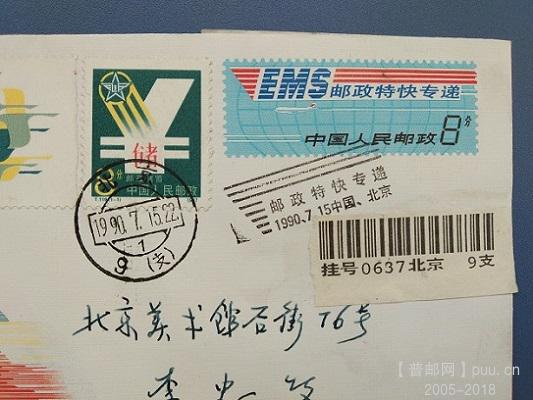 EMS 邮政特快专递
中国人民邮政 8分
储
8分 中国人民邮政
邮政特快专递
1990.7.15中国、北京
1990.7.15.22
1
9(支)
挂号0637北京 9支
北京美术馆后街76号
李
【普邮网】puu.cn
2005-2018